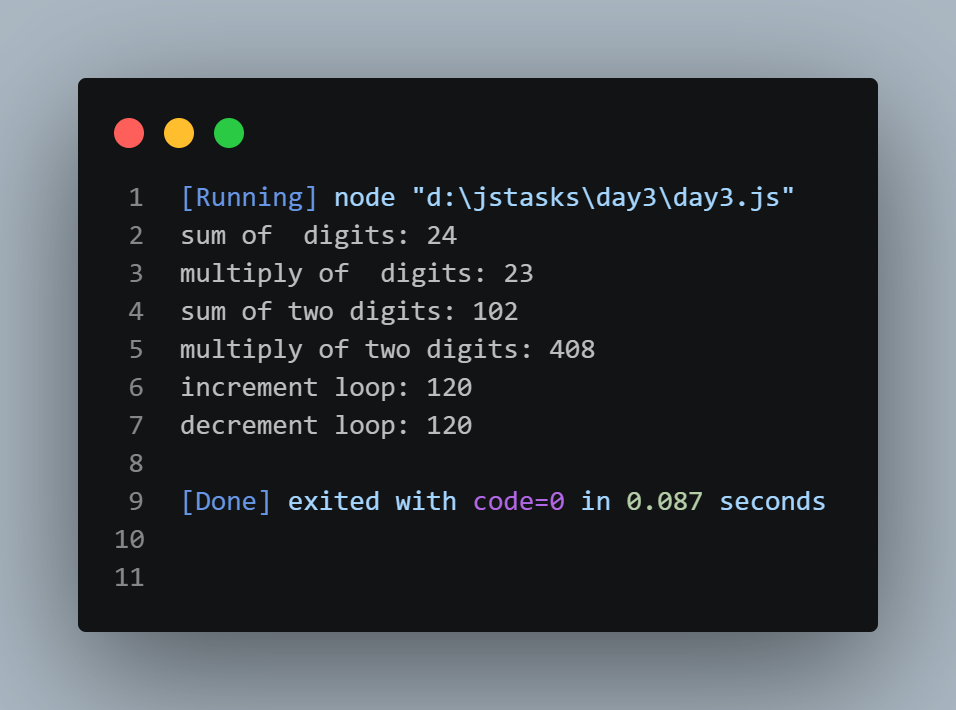 1 [Running] node "d:\jstasks\day3\day3.js"
2 sum of  digits: 24
3 multiply of  digits: 23
4 sum of two digits: 102
5 multiply of two digits: 408
6 increment loop: 120
7 decrement loop: 120
8
9 [Done] exited with code=0 in 0.087 seconds
10
11